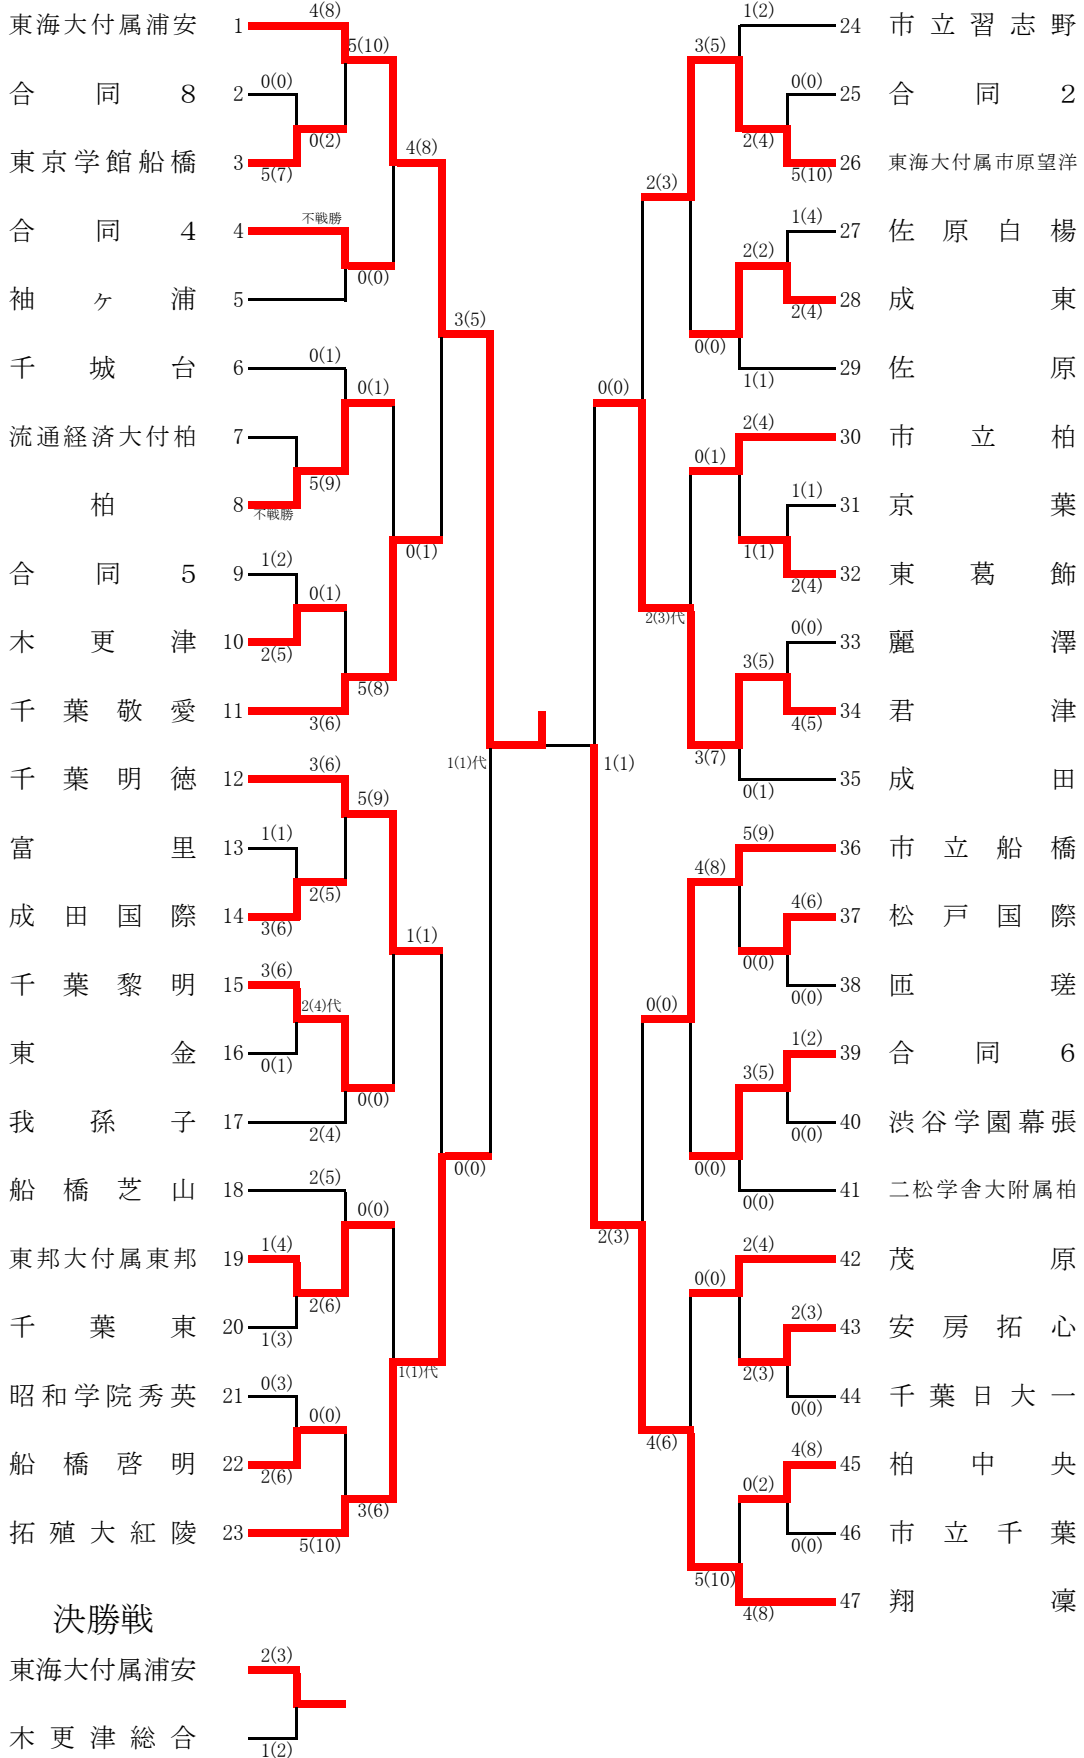 東海大付属浦安 1 4(8)
5(10)
合同8 2 0(0)
0(2)
東京学館船橋 3 5(7)
4(8)
合同4 4 不戦勝
0(0)
袖ヶ浦 5
3(5)
千城台 6 0(1)
0(1)
流通経済大付柏 7
5(9)
柏 8 不戦勝
0(1)
合同5 9 1(2)
0(1)
木更津 10 2(5)
5(8)
千葉敬愛 11 3(6)
1(1)代
千葉明徳 12 3(6)
5(9)
富里 13 1(1)
2(5)
成田国際 14 3(6)
1(1)
千葉黎明 15 3(6)
2(4)代
東金 16 0(1)
0(0)
我孫子 17 2(4)
0(0)
船橋芝山 18 2(5)
0(0)
東邦大付属東邦 19 1(4)
2(6)
千葉東 20 1(3)
1(1)代
昭和学院秀英 21 0(3)
0(0)
船橋啓明 22 2(6)
3(6)
拓殖大紅陵 23 5(10)
1(2) 24 市立習志野
3(5)
0(0) 25 合同2
2(4)
5(10) 26 東海大付属市原望洋
2(3)
1(4) 27 佐原白楊
2(2)
2(4) 28 成東
0(0)
1(1) 29 佐原
0(0)
2(4) 30 市立柏
0(1)
1(1) 31 京葉
1(1)
2(4) 32 東葛飾
2(3)代
0(0) 33 麗澤
3(5)
4(5) 34 君津
3(7)
0(1) 35 成田
1(1)
5(9) 36 市立船橋
4(8)
4(6) 37 松戸国際
0(0)
0(0) 38 匝瑳
0(0)
1(2) 39 合同6
3(5)
0(0) 40 渋谷学園幕張
0(0)
0(0) 41 二松学舎大附属柏
2(3)
2(4) 42 茂原
0(0)
2(3) 43 安房拓心
2(3)
0(0) 44 千葉日大一
4(6)
4(8) 45 柏中央
0(2)
0(0) 46 市立千葉
5(10)
4(8) 47 翔凜
決勝戦
東海大付属浦安 2(3)
木更津総合 1(2)